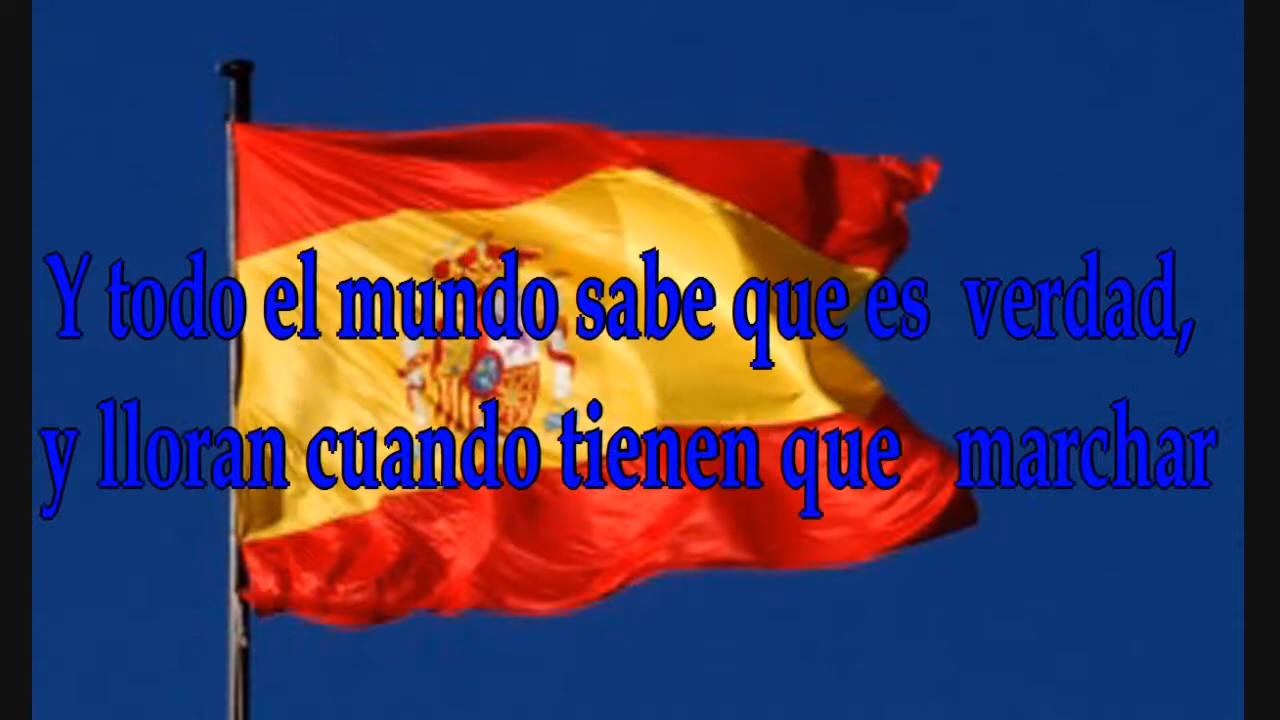 Y todo el mundo sabe que es verdad,
y lloran cuando tienen que marchar